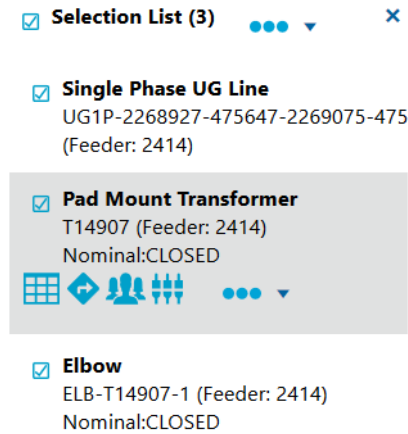 Selection List (3)
Single Phase UG Line
UG1P-2268927-475647-2269075-475
(Feeder: 2414)
Pad Mount Transformer
T14907 (Feeder: 2414)
Nominal:CLOSED
Elbow
ELB-T14907-1 (Feeder: 2414)
Nominal:CLOSED